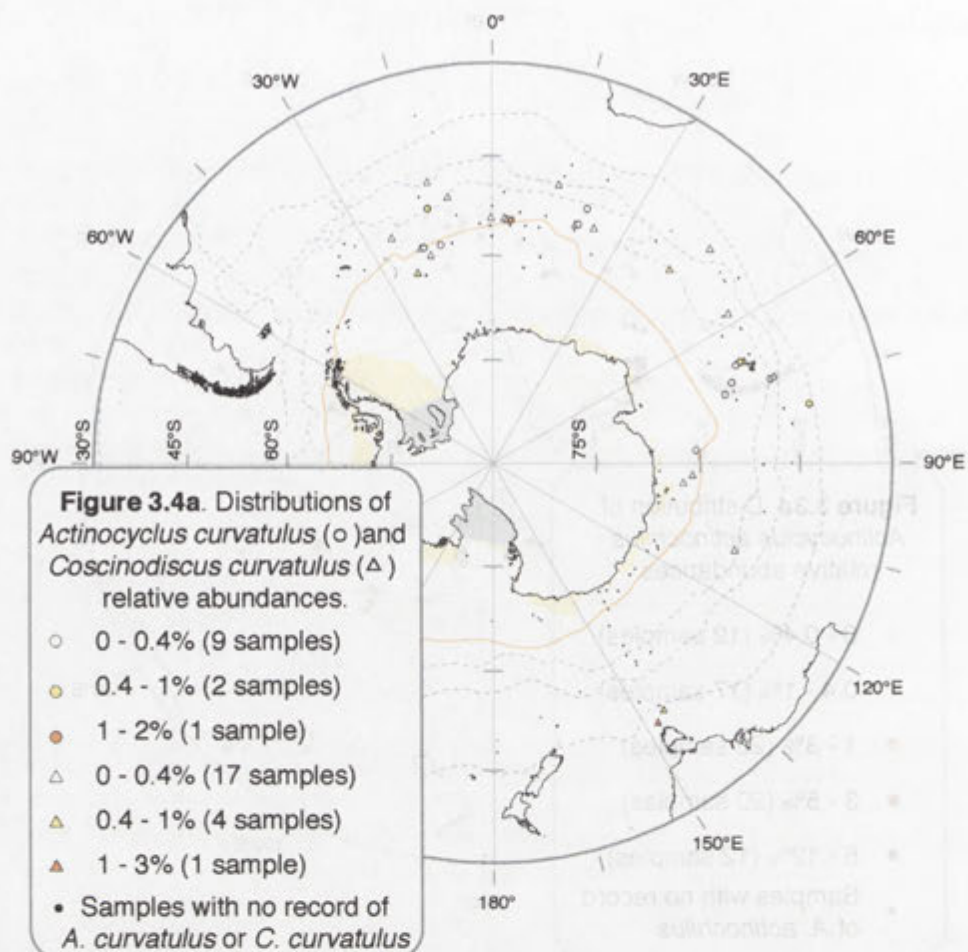 0°
30°W
30°E
60°W
60°E
30°S
45°S
60°S
75°S
90°W
90°E
120°E
150°E
180°
Figure 3.4a. Distributions of
Actinocyclus curvatulus (○)and
Coscinodiscus curvatulus (△)
relative abundances.
○ 0 - 0.4% (9 samples)
● 0.4 - 1% (2 samples)
● 1 - 2% (1 sample)
△ 0 - 0.4% (17 samples)
▲ 0.4 - 1% (4 samples)
▲ 1 - 3% (1 sample)
• Samples with no record of
A. curvatulus or C. curvatulus